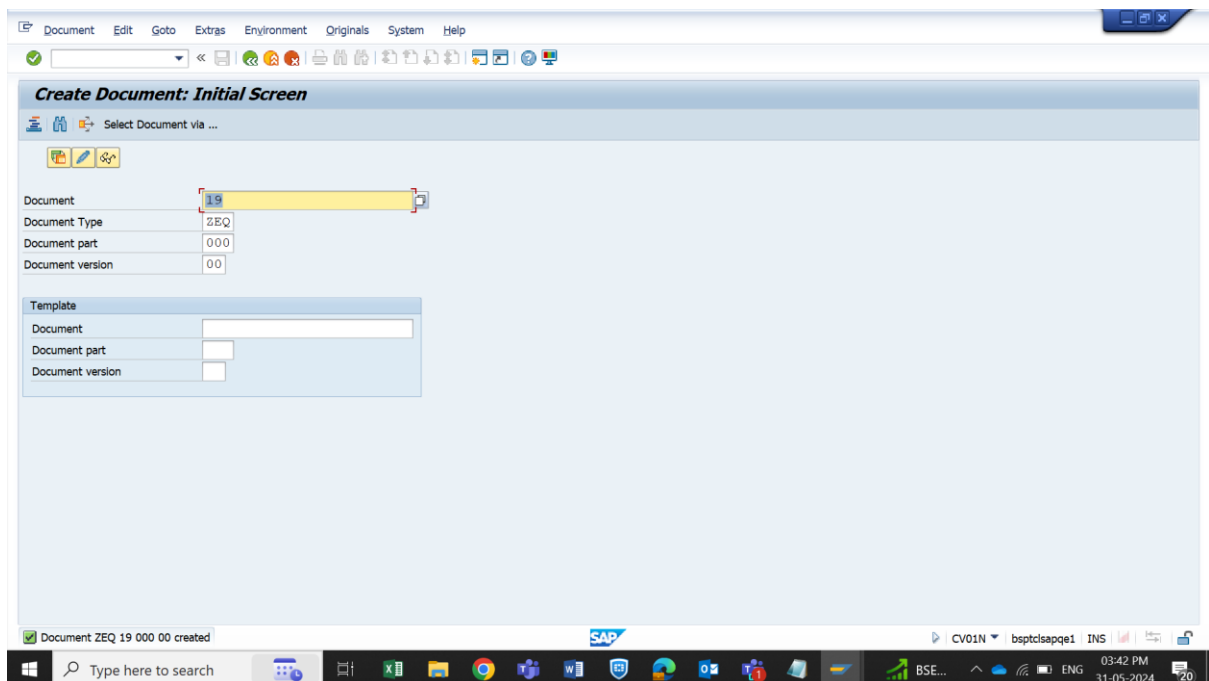 Document Edit Goto Extras Environment Originals System Help
Create Document: Initial Screen
Select Document via ...
Document 19
Document Type ZEQ
Document part 000
Document version 00
Template
Document
Document part
Document version
Document ZEQ 19 000 00 created SAP CV01N bsptclsapqe1 INS
Type here to search BSE... ENG 03:42 PM
31-05-2024 20